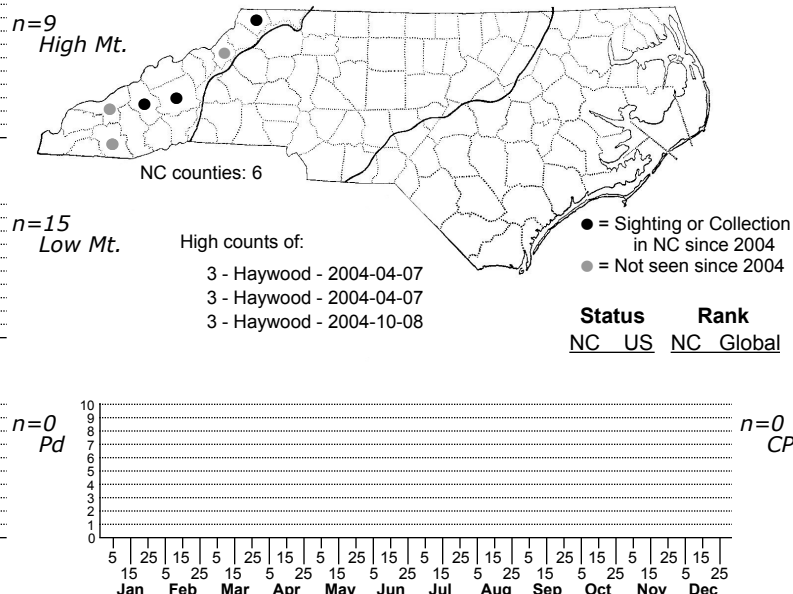 n=9
High Mt.
NC counties: 6
n=15
Low Mt.
High counts of:
3 - Haywood - 2004-04-07
3 - Haywood - 2004-04-07
3 - Haywood - 2004-10-08
= Sighting or Collection
in NC since 2004
= Not seen since 2004
Status Rank
NC US NC Global
n=0
Pd
10
9
8
7
6
5
4
3
2
1
0
n=0
CP
5 25 15 5 25 15 5 25 15 5 25 15 5 25 15 5 25 15
15 5 25 15 5 25 15 5 25 15 5 25 15 5 25 15 5 25
Jan Feb Mar Apr May Jun Jul Aug Sep Oct Nov Dec